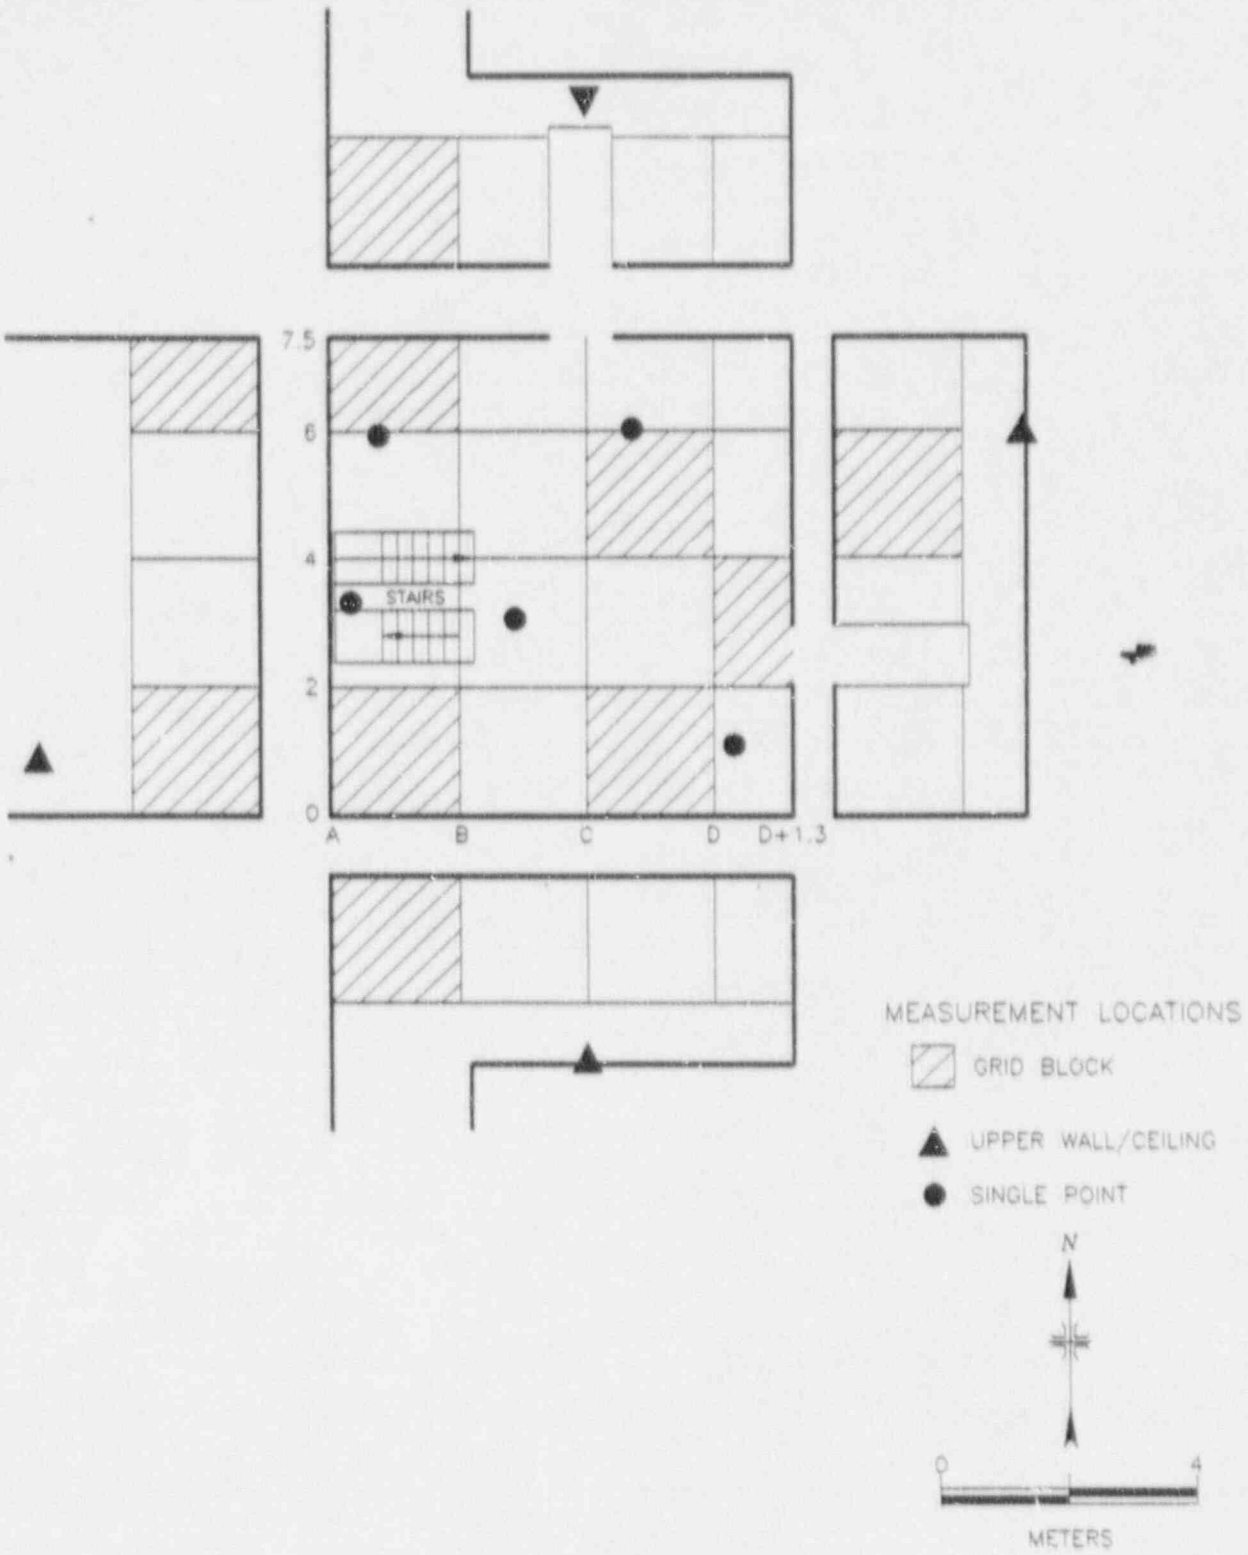 7.5
6
4
STAIRS
2
0
A B C D D+1.3
MEASUREMENT LOCATIONS
GRID BLOCK
UPPER WALL/CEILING
SINGLE POINT
N
0 4
METERS